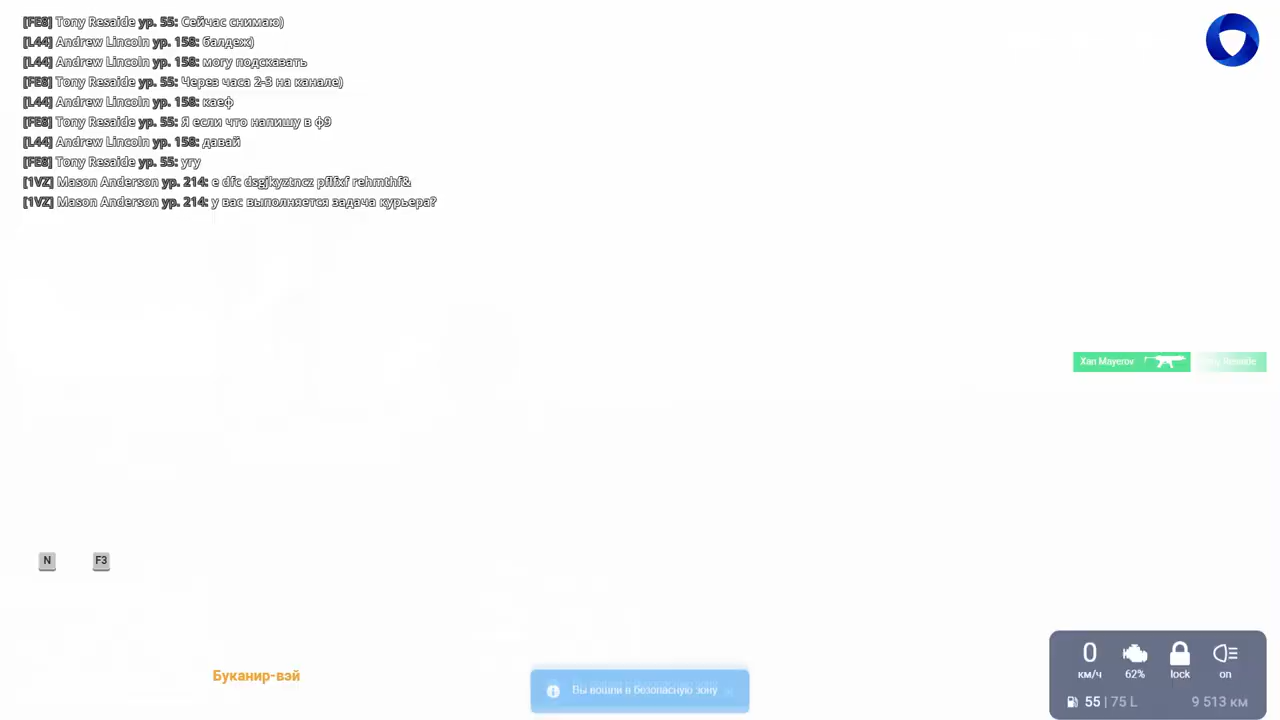 [FE8] Tony Resaide ур. 55: Сейчас снимаю)
[L44] Andrew Lincoln ур. 158: балдеж)
[L44] Andrew Lincoln ур. 158: могу подсказать
[FE8] Tony Resaide ур. 55: Через часа 2-3 на канале)
[L44] Andrew Lincoln ур. 158: каеф
[FE8] Tony Resaide ур. 55: Я если что напишу в ф9
[L44] Andrew Lincoln ур. 158: давай
[FE8] Tony Resaide ур. 55: угу
[1VZ] Mason Anderson ур. 214: e dfc dsgjkyztncz pflfxf rehmthf&
[1VZ] Mason Anderson ур. 214: у вас выполняется задача курьера?
Xan Mayerov Resaide
N F3
Буканир-вэй
Вы вошли в безопасную зону
0 км/ч 62% lock on
55 | 75 L 9 513 км